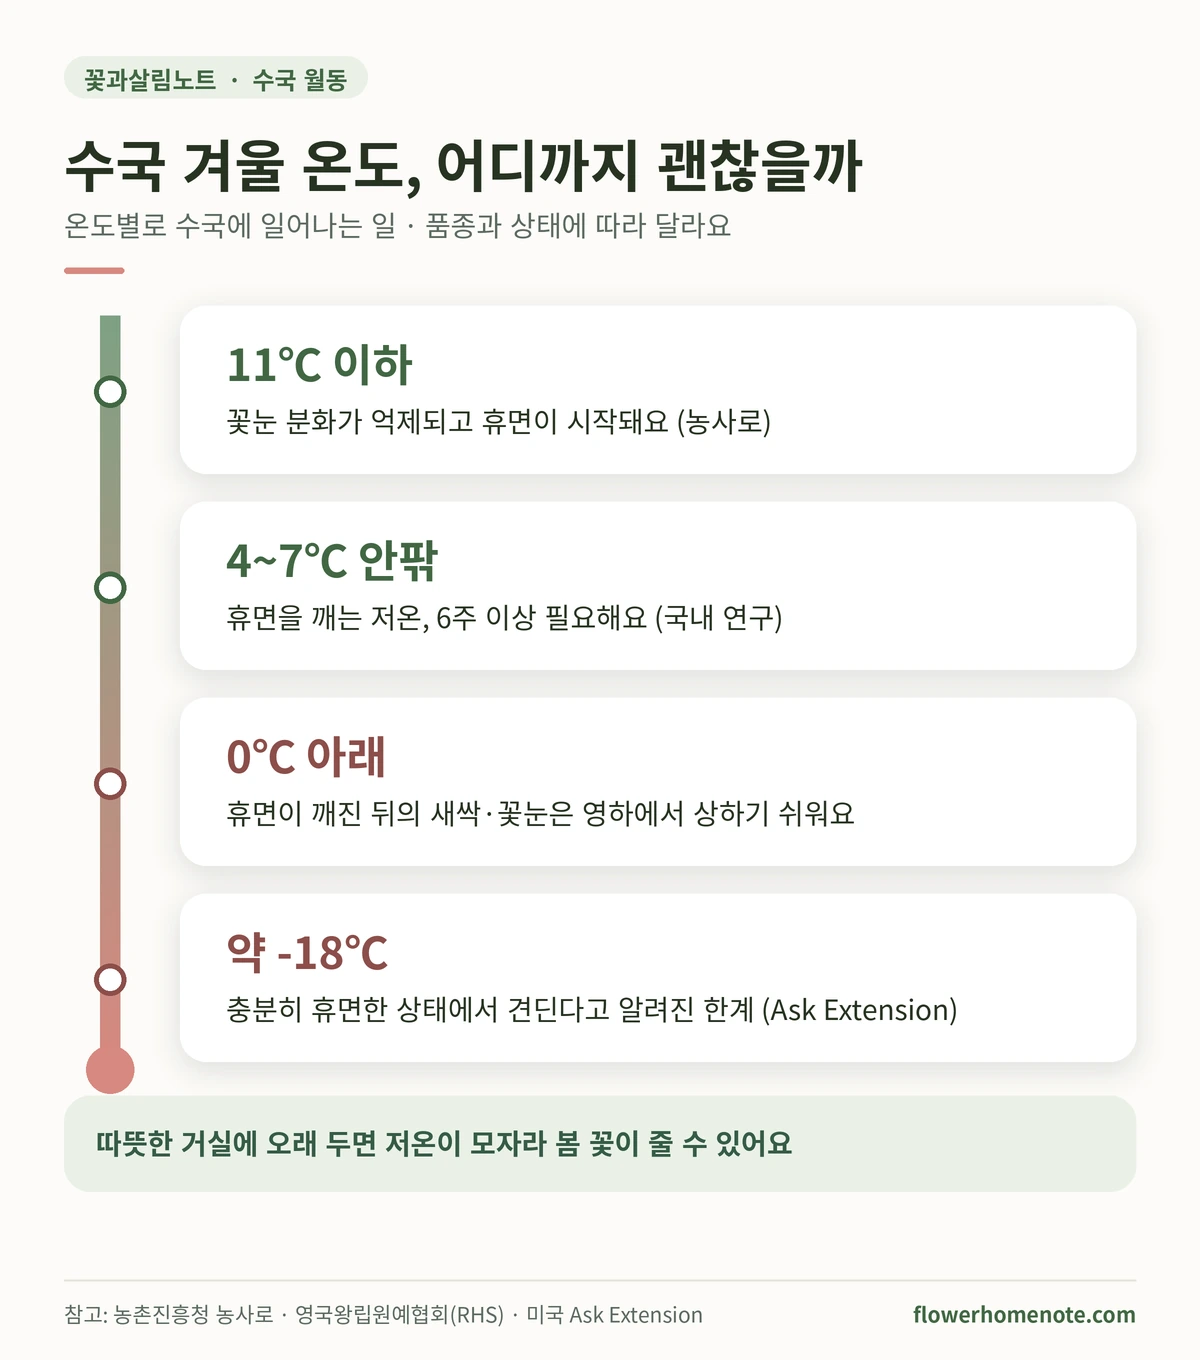 꽃과살림노트 · 수국 월동
수국 겨울 온도, 어디까지 괜찮을까
온도별로 수국에 일어나는 일 · 품종과 상태에 따라 달라요
11℃ 이하
꽃눈 분화가 억제되고 휴면이 시작돼요 (농사로)
4~7℃ 안팎
휴면을 깨는 저온, 6주 이상 필요해요 (국내 연구)
0℃ 아래
휴면이 깨진 뒤의 새싹·꽃눈은 영하에서 상하기 쉬워요
약 -18℃
충분히 휴면한 상태에서 견딘다고 알려진 한계 (Ask Extension)
따뜻한 거실에 오래 두면 저온이 모자라 봄 꽃이 줄 수 있어요
참고: 농촌진흥청 농사로 · 영국왕립원예협회(RHS) · 미국 Ask Extension
flowerhomenote.com